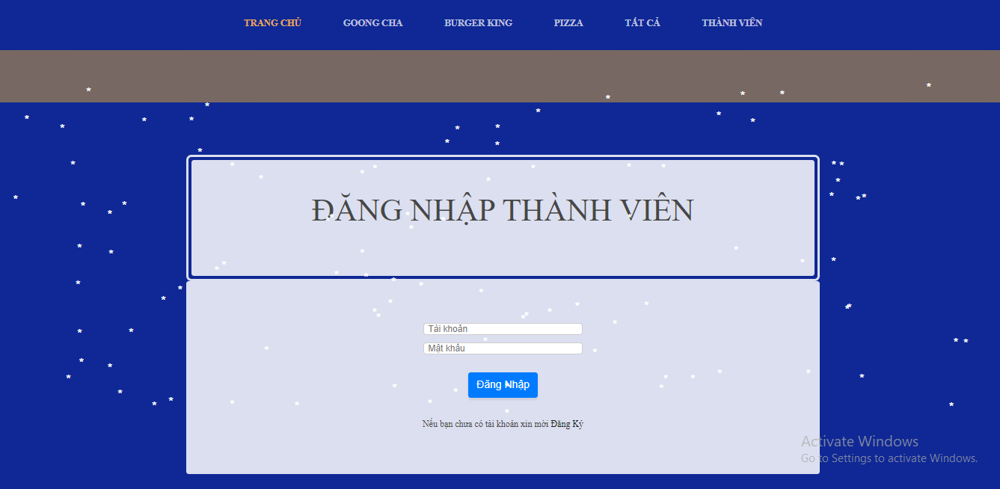 TRANG CHỦ GOONG CHA BURGER KING PIZZA TẤT CẢ THÀNH VIÊN
ĐĂNG NHẬP THÀNH VIÊN
Tài khoản
Mật khẩu
Đăng Nhập
Nếu bạn chưa có tài khoản xin mời Đăng Ký
Activate Windows
Go to Settings to activate Windows.